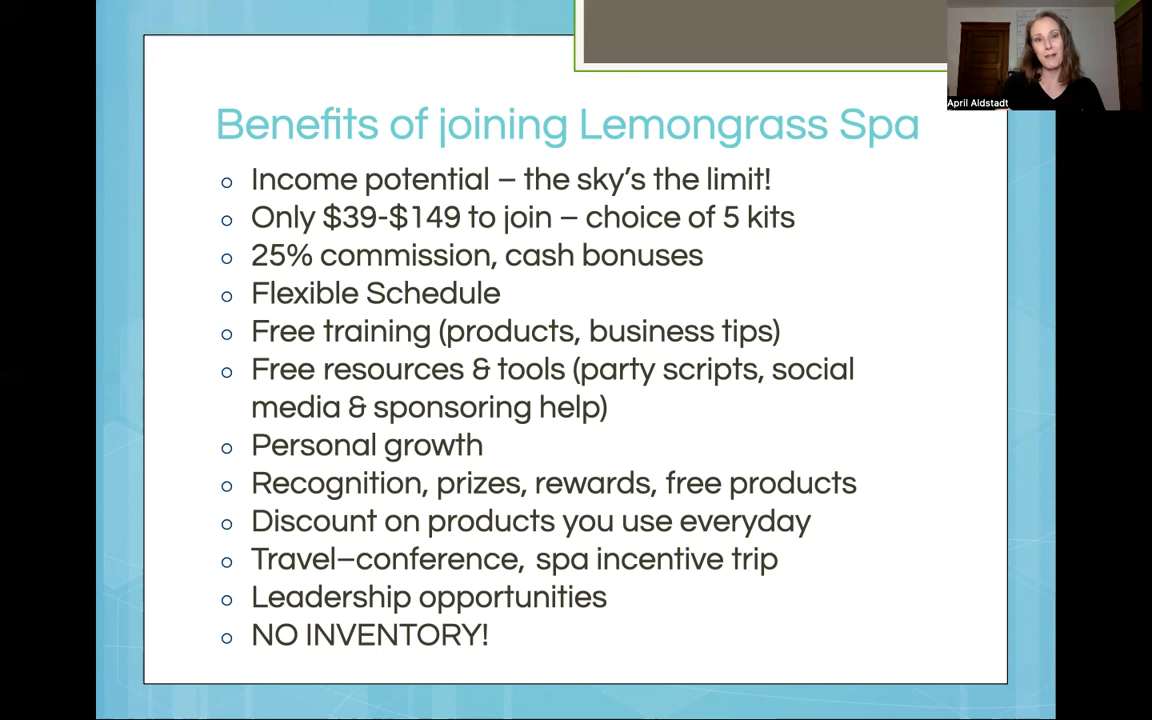 April Aldstadt
Benefits of joining Lemongrass Spa
Income potential – the sky's the limit!
Only $39-$149 to join – choice of 5 kits
25% commission, cash bonuses
Flexible Schedule
Free training (products, business tips)
Free resources & tools (party scripts, social
media & sponsoring help)
Personal growth
Recognition, prizes, rewards, free products
Discount on products you use everyday
Travel–conference, spa incentive trip
Leadership opportunities
NO INVENTORY!